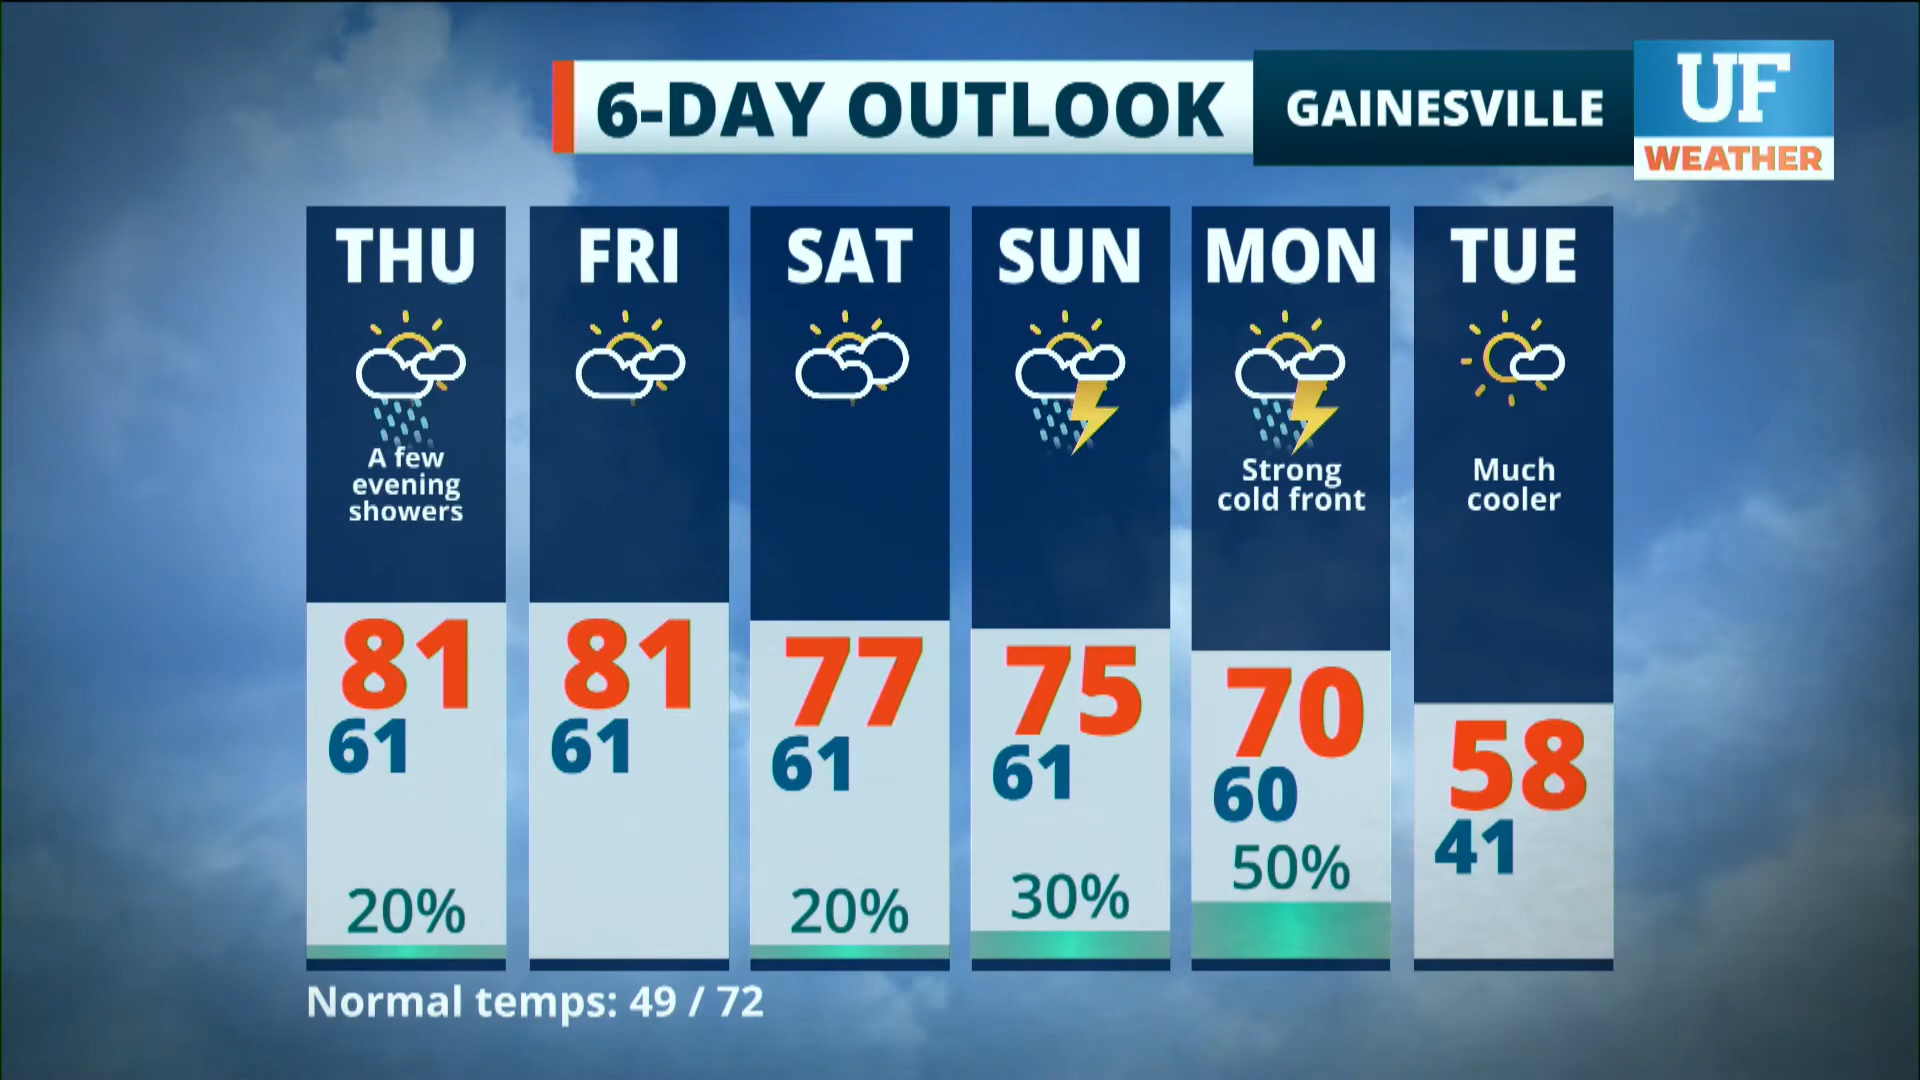 6-DAY OUTLOOK
GAINESVILLE
UF
WEATHER
THU
A few
evening
showers
81
61
20%
FRI
81
61
SAT
77
61
20%
SUN
75
61
30%
MON
Strong
cold front
70
60
50%
TUE
Much
cooler
58
41
Normal temps: 49 / 72